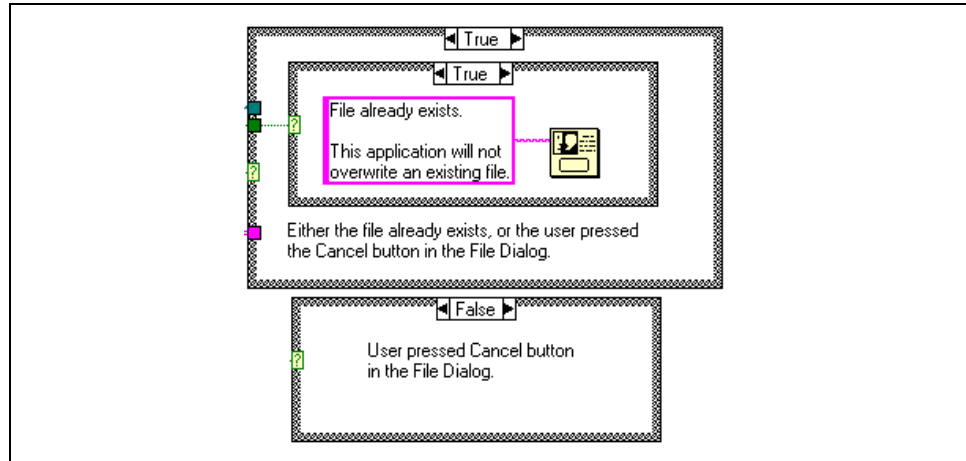 True
True
File already exists.
This application will not
overwrite an existing file.
?
?
Either the file already exists, or the user pressed
the Cancel button in the File Dialog.
False
User pressed Cancel button
in the File Dialog.
?